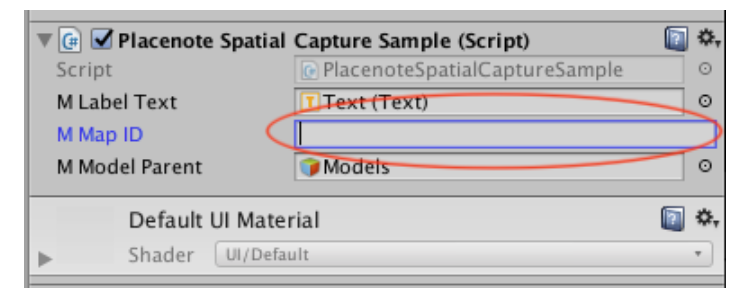 Placenote Spatial Capture Sample (Script)
Script PlacenoteSpatialCaptureSample
M Label Text Text (Text)
M Map ID
M Model Parent Models
Default UI Material
Shader UI/Default